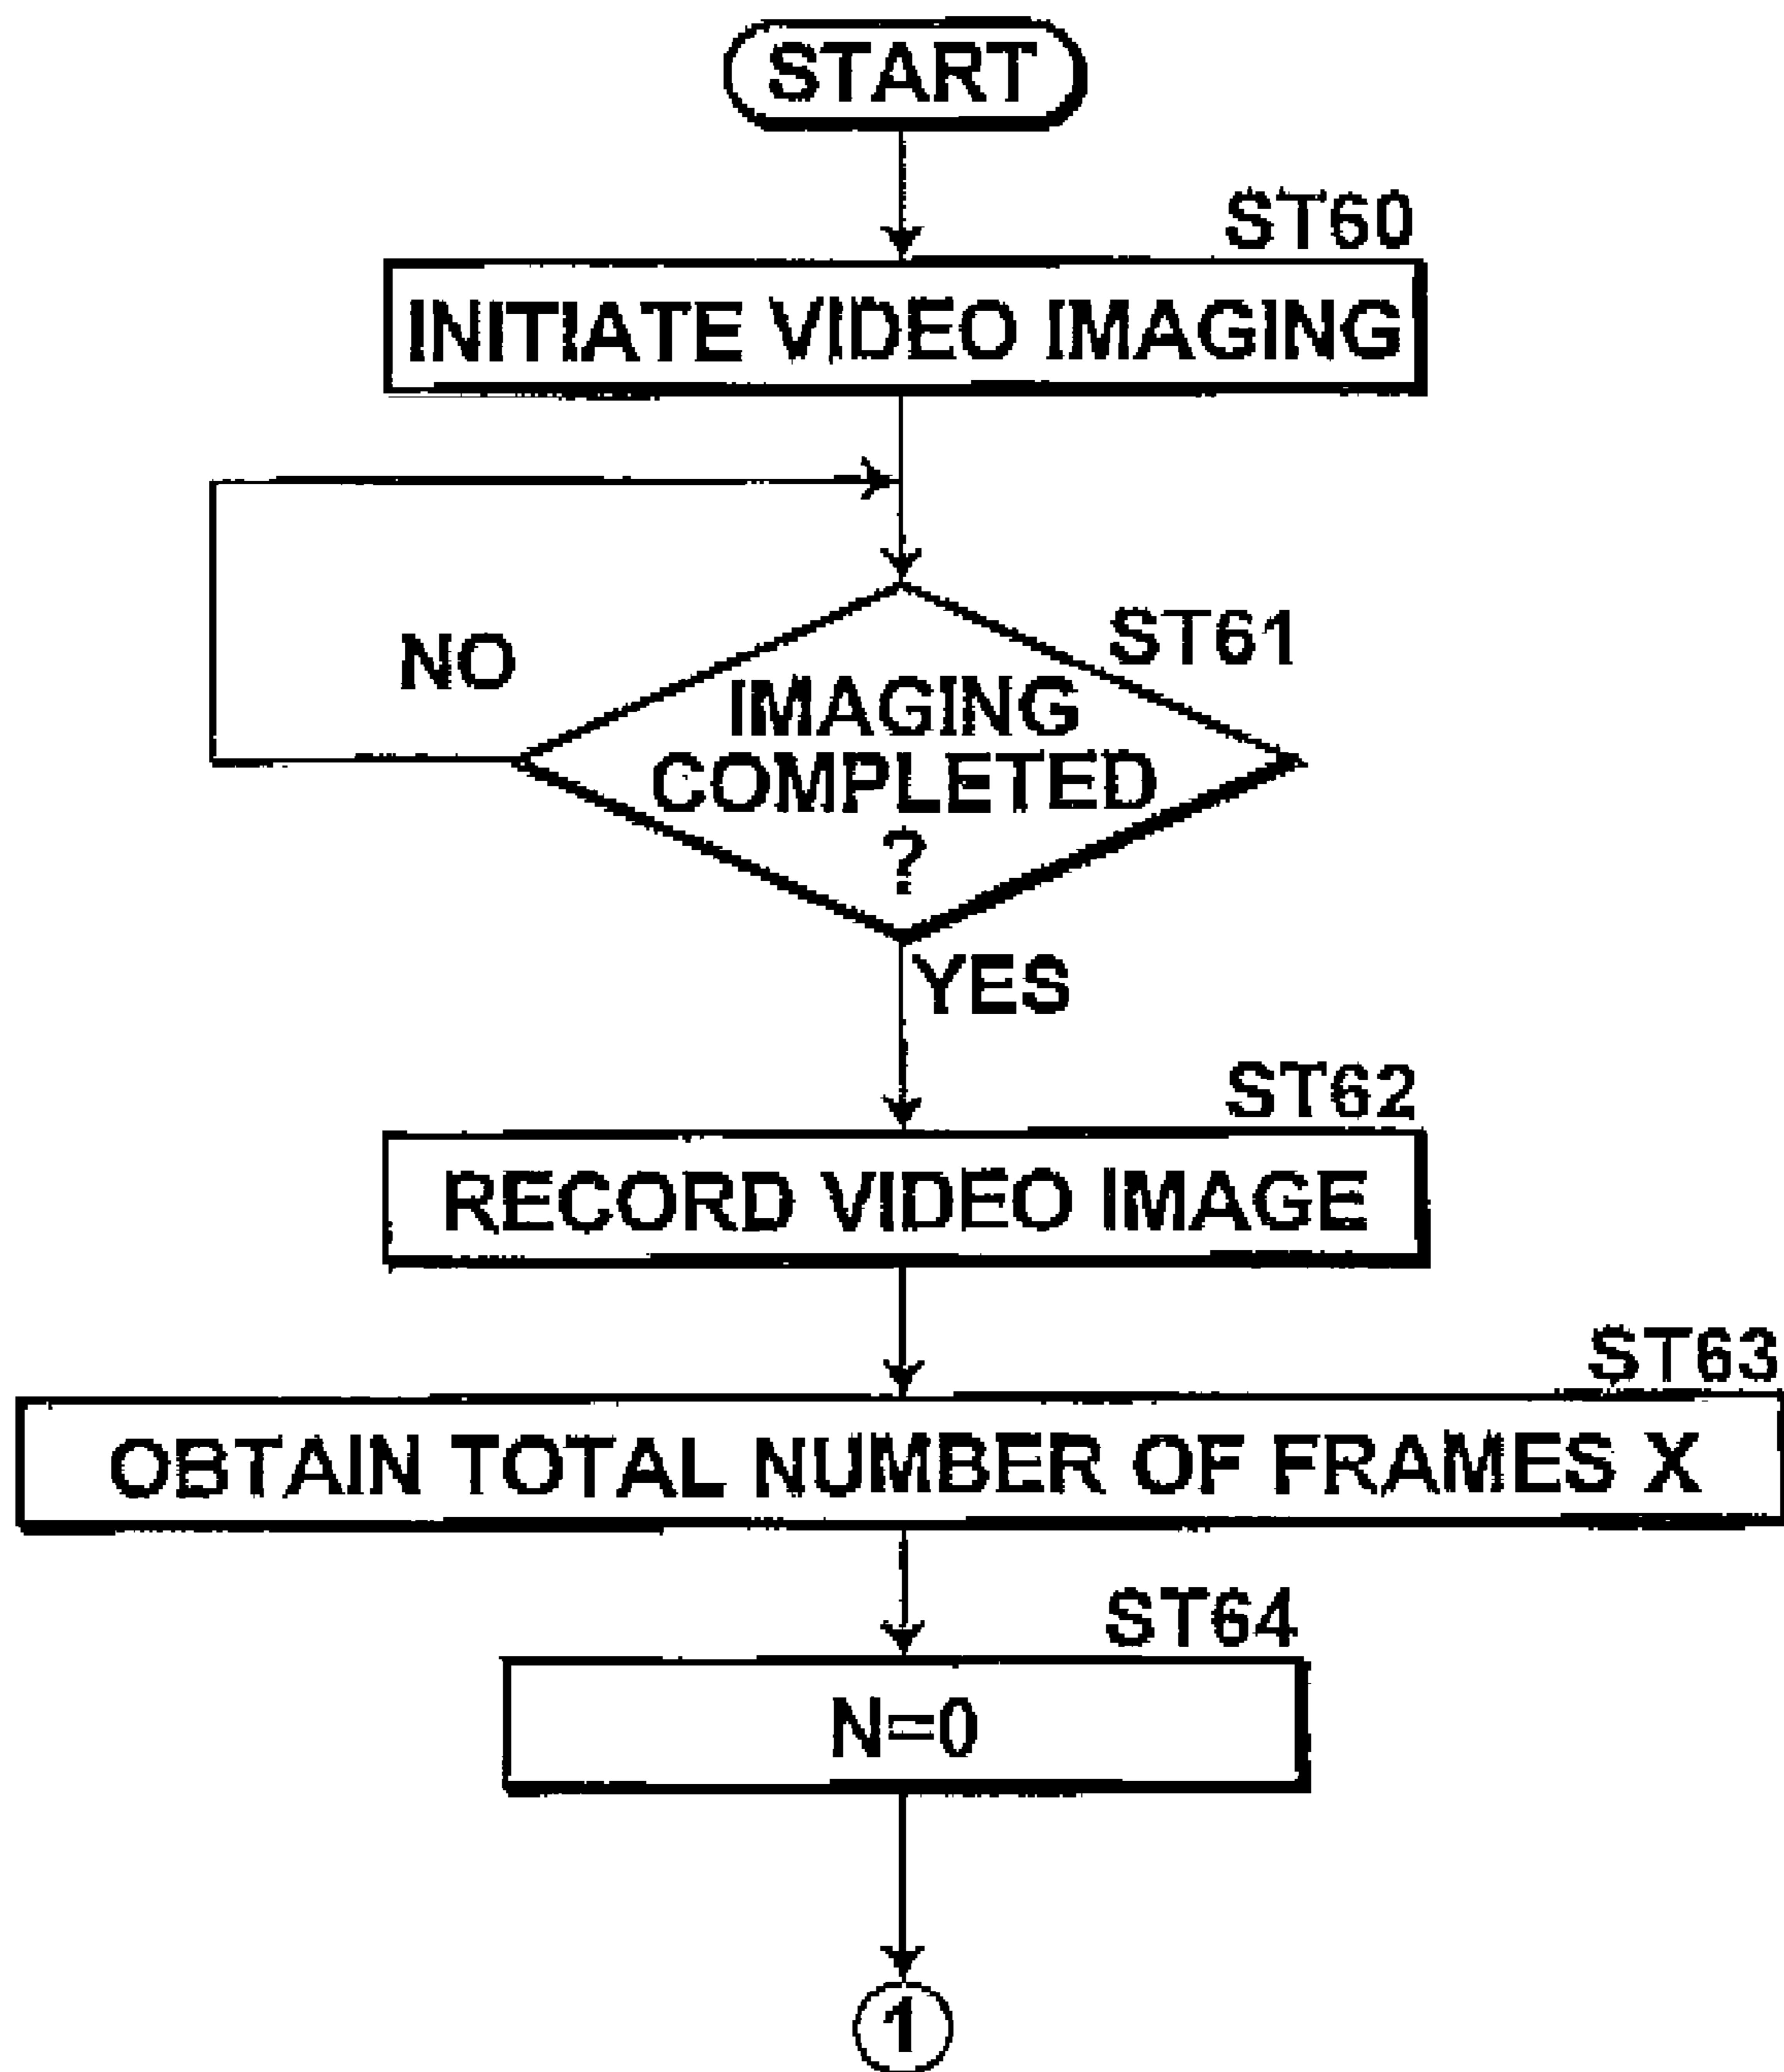 START
ST60
INITIATE VIDEO IMAGING
NO
ST61
IMAGING
COMPLETED
?
YES
ST62
RECORD VIDEO IMAGE
ST63
OBTAIN TOTAL NUMBER OF FRAMES X
ST64
N=0
1